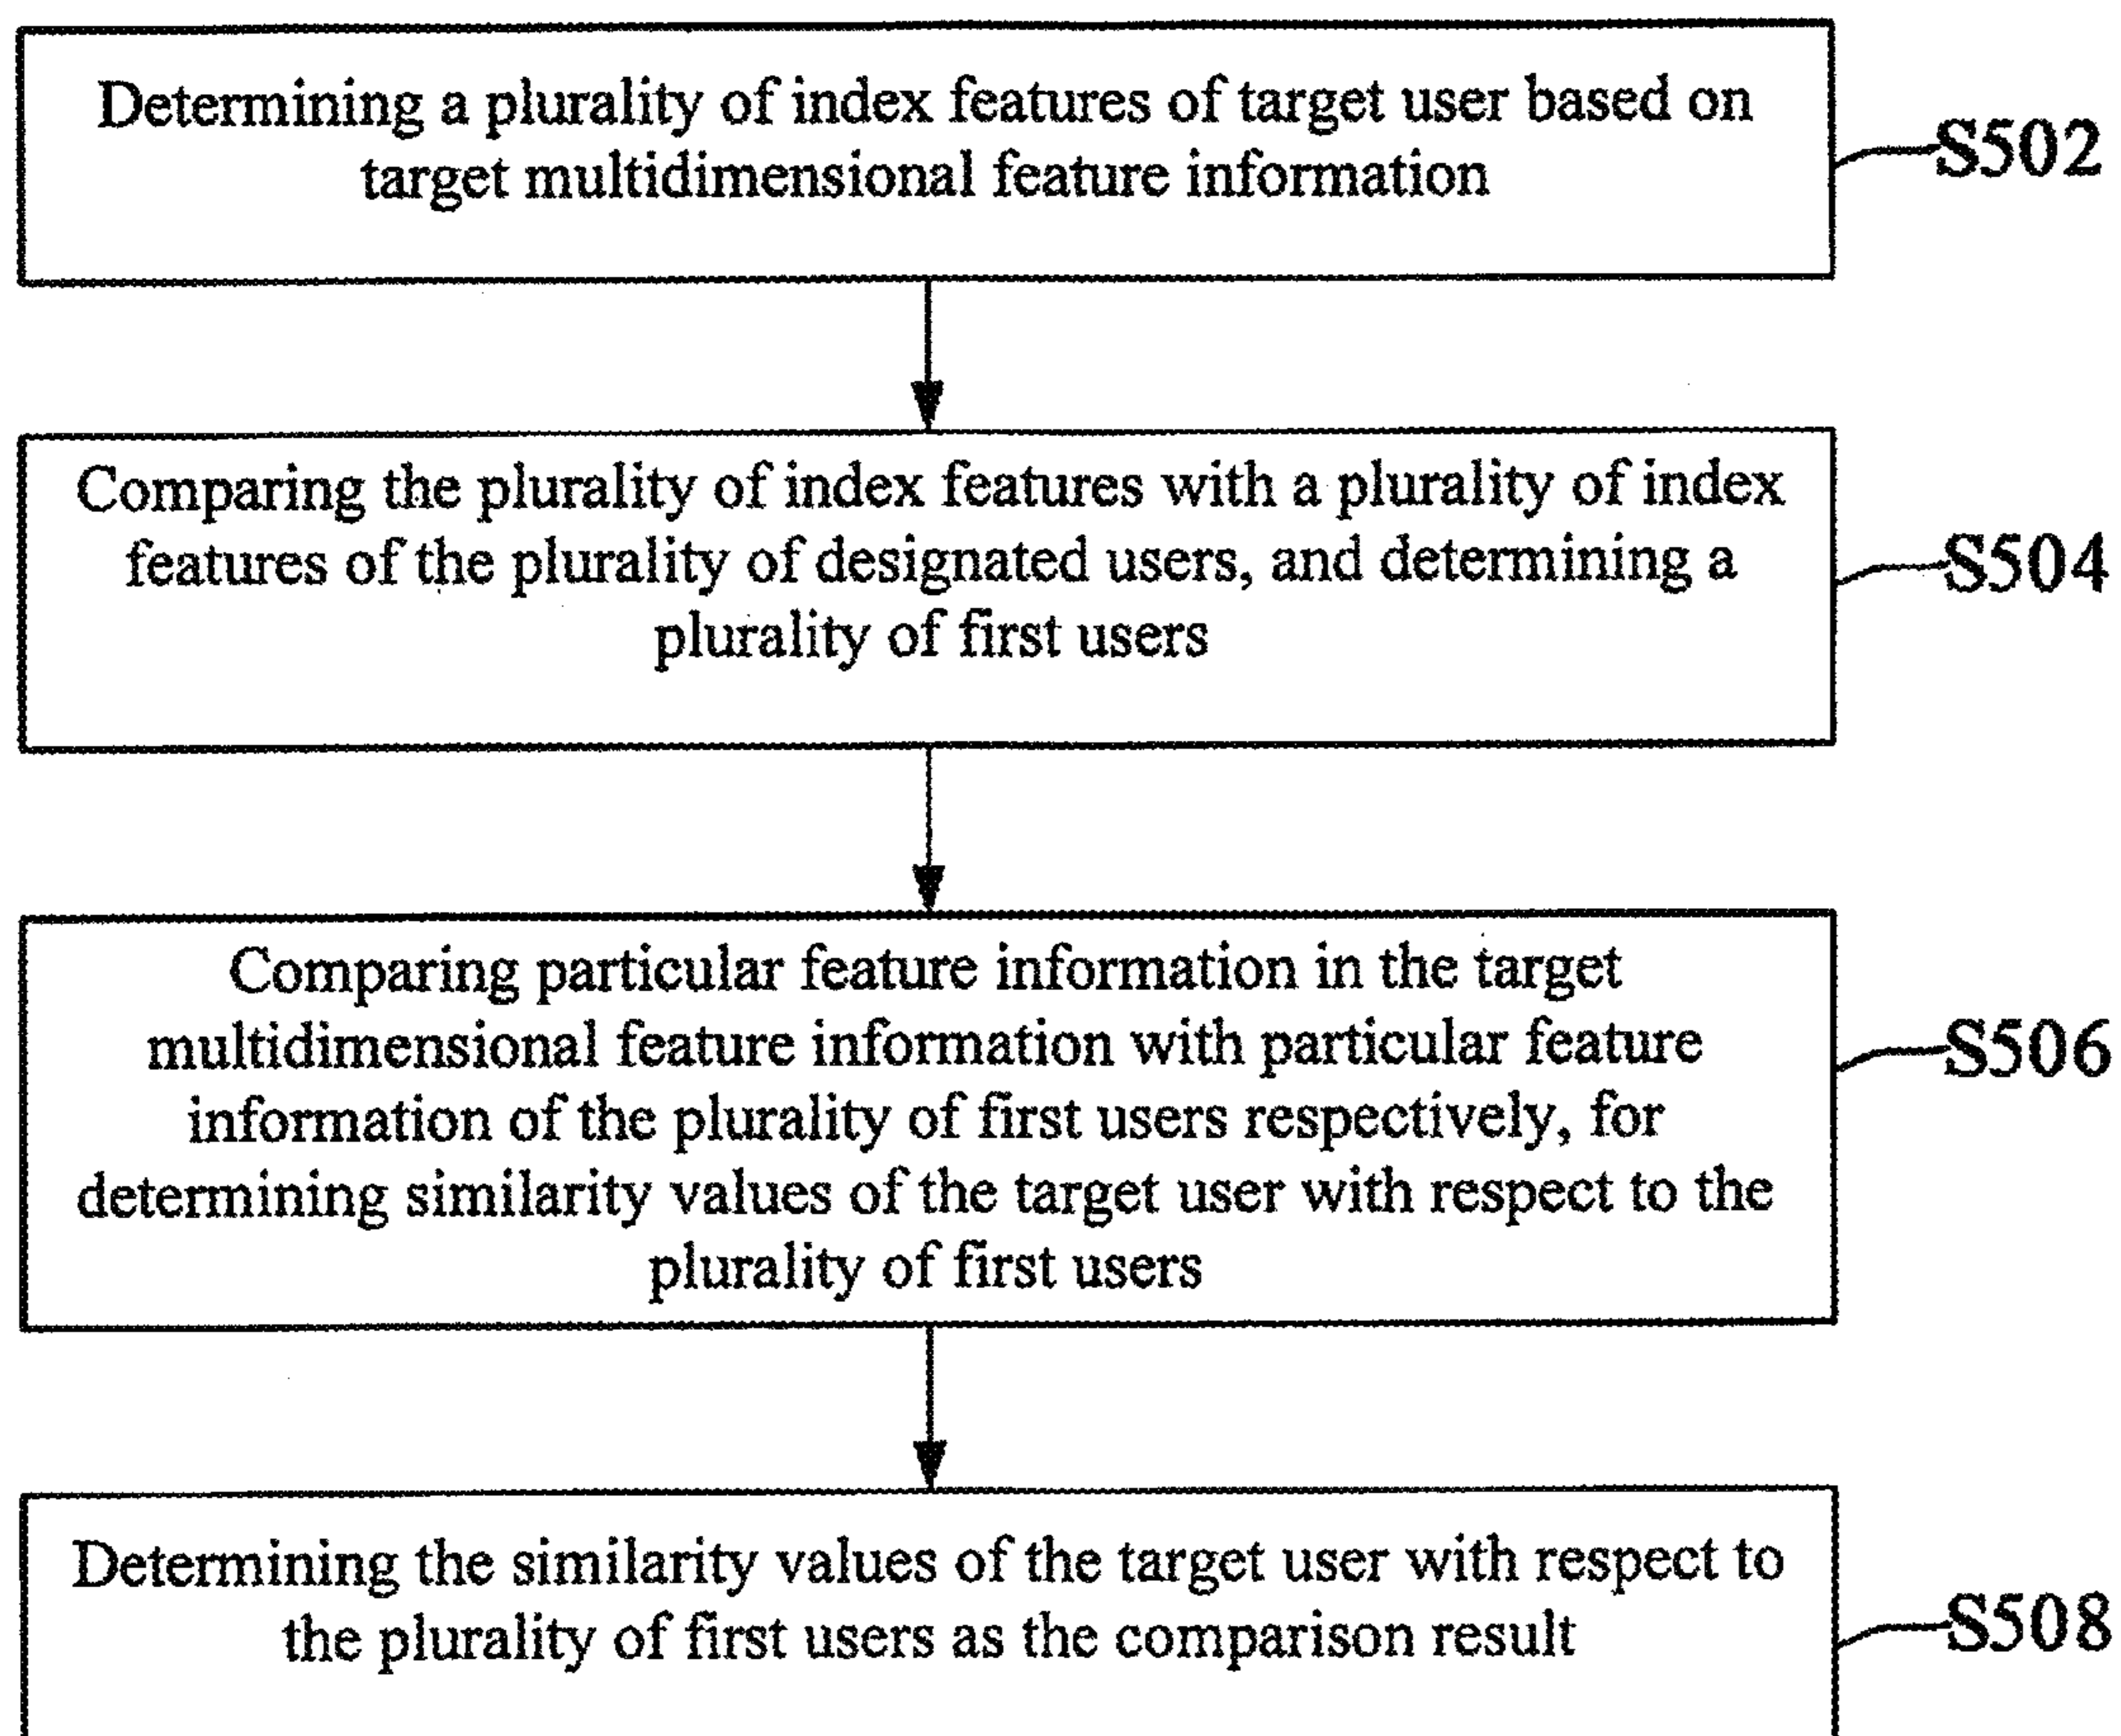 Determining a plurality of index features of target user based on
target multidimensional feature information
S502
Comparing the plurality of index features with a plurality of index
features of the plurality of designated users, and determining a
plurality of first users
S504
Comparing particular feature information in the target
multidimensional feature information with particular feature
information of the plurality of first users respectively, for
determining similarity values of the target user with respect to the
plurality of first users
S506
Determining the similarity values of the target user with respect to
the plurality of first users as the comparison result
S508